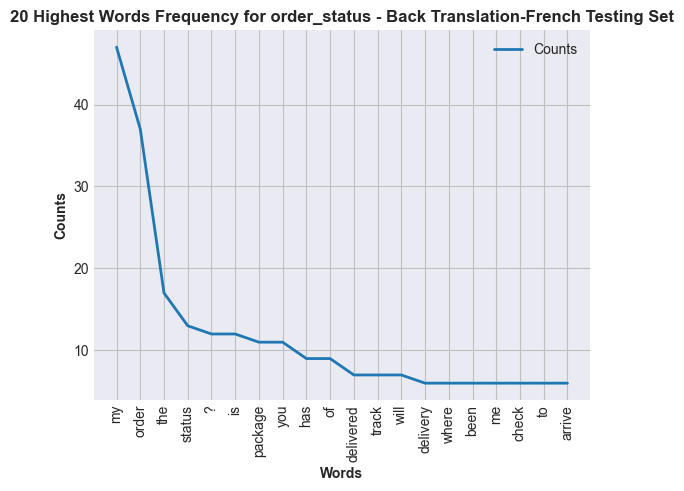 20 Highest Words Frequency for order_status - Back Translation-French Testing Set
Counts
Counts
40
30
20
10
my
order
the
status
?
is
package
you
has
of
delivered
track
will
delivery
where
been
me
check
to
arrive
Words